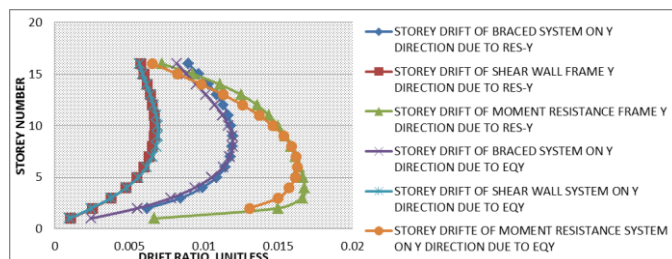 20
15
10
5
0
STOREY NUMBER
0 0.005 0.01 0.015 0.02
DRIFT RATIO, UNITLESS
STOREY DRIFT OF BRACED SYSTEM ON Y
DIRECTION DUE TO RES-Y
STOREY DRIFT OF SHEAR WALL FRAME Y
DIRECTION DUE TO RES-Y
STOREY DRIFT OF MOMENT RESISTANCE FRAME Y
DIRECTION DUE TO RES-Y
STOREY DRIFT OF BRACED SYSTEM ON Y
DIRECTION DUE TO EQY
STOREY DRIFT OF SHEAR WALL SYSTEM ON Y
DIRECTION DUE TO EQY
STOREY DRIFTE OF MOMENT RESISTANCE SYSTEM
ON Y DIRECTION DUE TO EQY